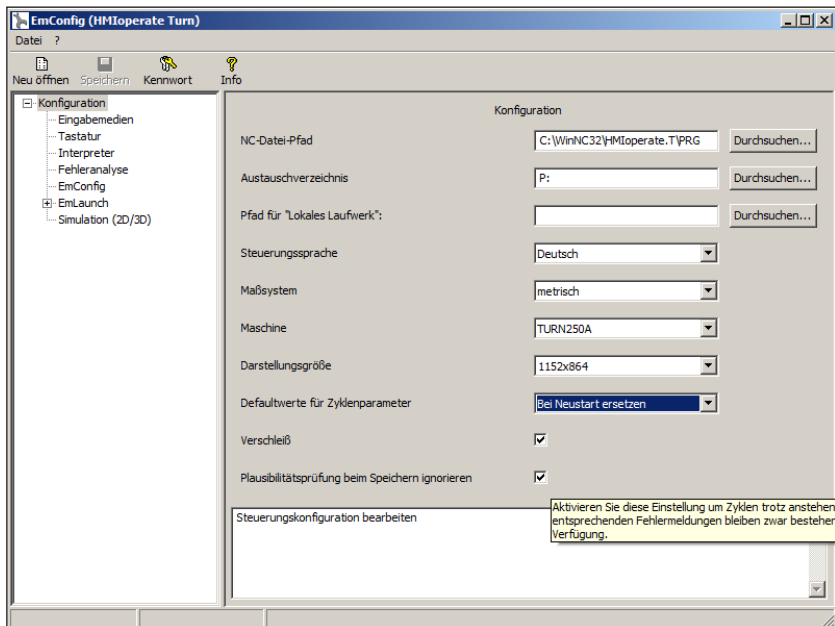 EmConfig (HMIoperate Turn)
Datei ?
Neu öffnen Speichern Kennwort Info
Konfiguration
Eingabemedien
Tastatur
Interpreter
Fehleranalyse
EmConfig
EmLaunch
Simulation (2D/3D)
Konfiguration
NC-Datei-Pfad C:\WinNC32\HMIoperate.T\PRG Durchsuchen...
Austauschverzeichnis P: Durchsuchen...
Pfad für "Lokales Laufwerk": Durchsuchen...
Steuerungssprache Deutsch
Maßsystem metrisch
Maschine TURN250A
Darstellungsgröße 1152x864
Defaultwerte für Zyklenparameter Bei Neustart ersetzen
Verschleiß
Plausibilitätsprüfung beim Speichern ignorieren
Steuerungskonfiguration bearbeiten
Aktivieren Sie diese Einstellung um Zyklen trotz anstehen
entsprechenden Fehlermeldungen bleiben zwar bestehen
Verfügung.